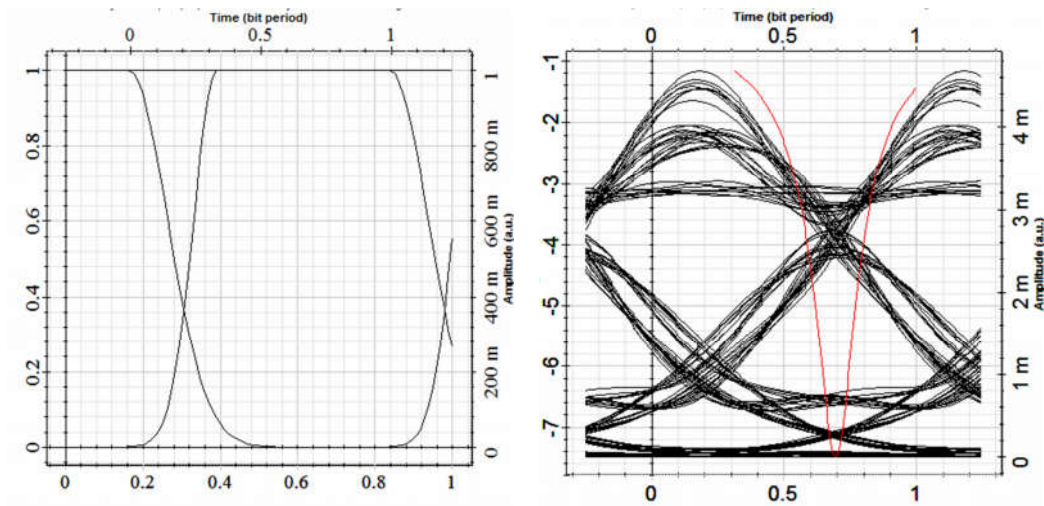 Time (bit period)
0 0.5 1
1
0.8
0.6
0.4
0.2
0
1
800 m
600 m
400 m
200 m
0
Amplitude (a.u.)
0 0.2 0.4 0.6 0.8 1
Time (bit period)
0 0.5 1
-1
-2
-3
-4
-5
-6
-7
4 m
3 m
2 m
1 m
0
Amplitude (a.u.)
0 0.5 1